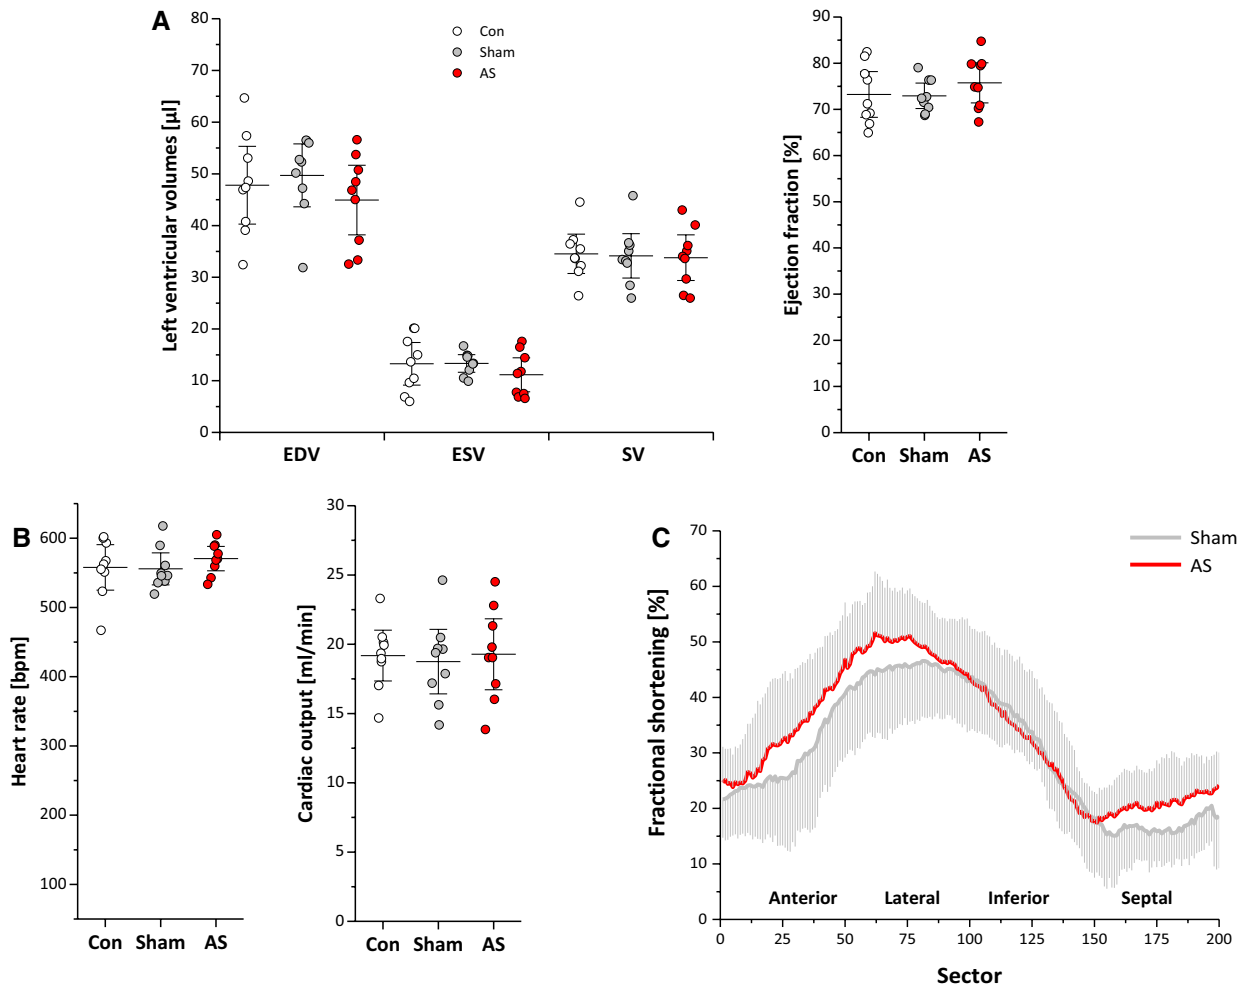 A
Con
Sham
AS
Left ventricular volumes [µl]
80
70
60
50
40
30
20
10
0
EDV ESV SV
Ejection fraction [%]
90
80
70
60
50
40
30
20
10
0
Con Sham AS
B
Heart rate [bpm]
600
500
400
300
200
100
Con Sham AS
Cardiac output [ml/min]
30
25
20
15
10
5
0
Con Sham AS
C
Sham
AS
Fractional shortening [%]
70
60
50
40
30
20
10
0
Anterior Lateral Inferior Septal
0 25 50 75 100 125 150 175 200
Sector